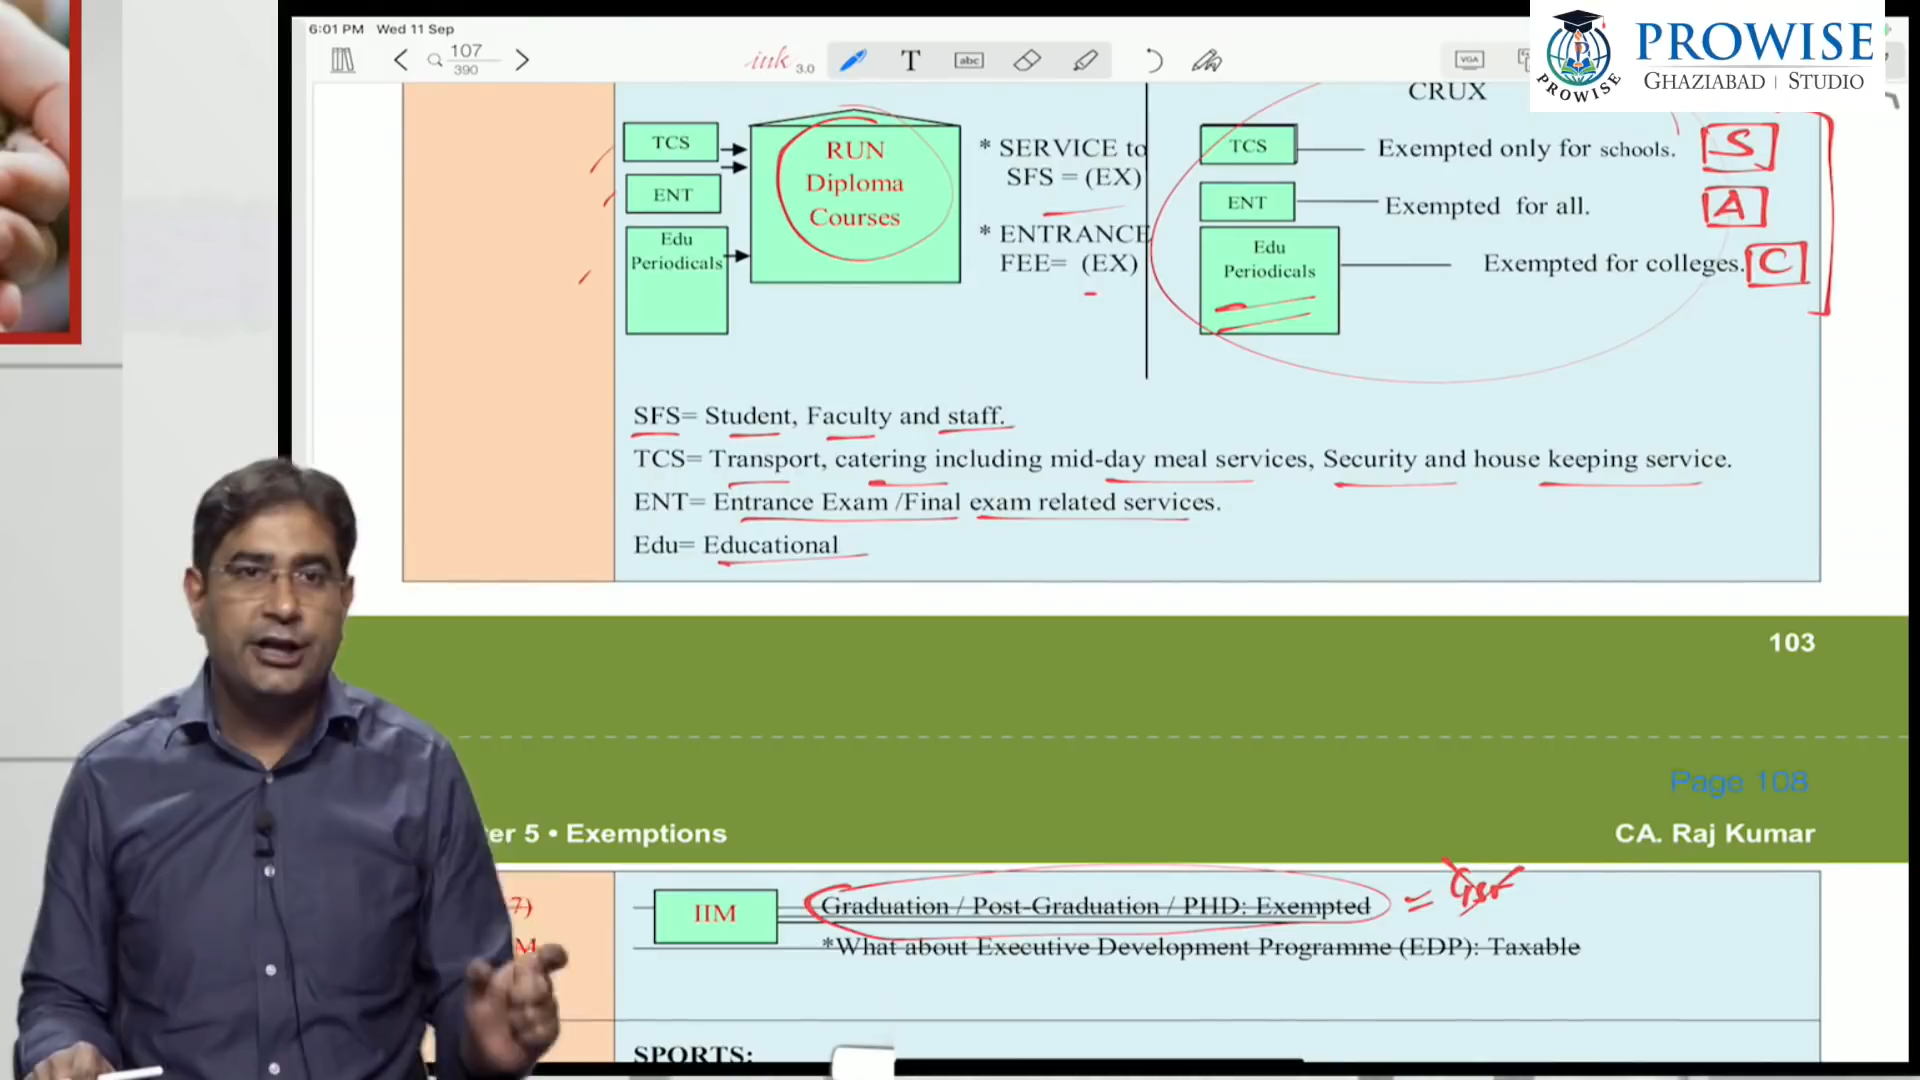 6:01 PM Wed 11 Sep
107
390
ink 3.0
T
abc
VGA
PROWISE
GHAZIABAD | STUDIO
PROWISE
TCS
ENT
Edu
Periodicals
RUN
Diploma
Courses
* SERVICE to
SFS = (EX)
* ENTRANCE
FEE= (EX)
CRUX
TCS
Exempted only for schools.
S
ENT
Exempted for all.
A
Edu
Periodicals
Exempted for colleges.
C
SFS= Student, Faculty and staff.
TCS= Transport, catering including mid-day meal services, Security and house keeping service.
ENT= Entrance Exam /Final exam related services.
Edu= Educational
103
Page 108
er 5 • Exemptions
CA. Raj Kumar
7)
M
IIM
Graduation / Post-Graduation / PHD: Exempted
= GST
*What about Executive Development Programme (EDP): Taxable
SPORTS: